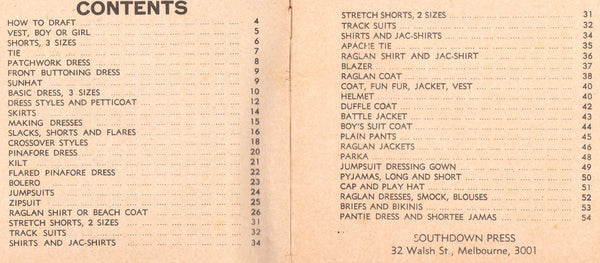 CONTENTS
HOW TO DRAFT 4
VEST, BOY OR GIRL 5
SHORTS, 3 SIZES 6
TIE 7
PATCHWORK DRESS 8
FRONT BUTTONING DRESS 9
SUNHAT 9
BASIC DRESS, 3 SIZES 10
DRESS STYLES AND PETTICOAT 12
SKIRTS 14
MAKING DRESSES 15
SLACKS, SHORTS AND FLARES 16
CROSSOVER STYLES 18
PINAFORE DRESS 20
KILT 21
FLARED PINAFORE DRESS 22
BOLERO 23
JUMPSUITS 24
ZIPSUIT 25
RAGLAN SHIRT OR BEACH COAT 26
STRETCH SHORTS, 2 SIZES 31
TRACK SUITS 32
SHIRTS AND JAC-SHIRTS 34
STRETCH SHORTS, 2 SIZES 31
TRACK SUITS 32
SHIRTS AND JAC-SHIRTS 34
APACHE TIE 35
RAGLAN SHIRT AND JAC-SHIRT 36
BLAZER 37
RAGLAN COAT 38
COAT, FUN FUR, JACKET, VEST 40
HELMET 40
DUFFLE COAT 42
BATTLE JACKET 43
BOY'S SUIT COAT 44
PLAIN PANTS 45
RAGLAN JACKETS 46
PARKA 48
JUMPSUIT DRESSING GOWN 49
PYJAMAS, LONG AND SHORT 50
CAP AND PLAY HAT 51
RAGLAN DRESSES, SMOCK, BLOUSES 52
BRIEFS AND BIKINIS 53
PANTIE DRESS AND SHORTEE JAMAS 54
SOUTHDOWN PRESS
32 Walsh St., Melbourne, 3001